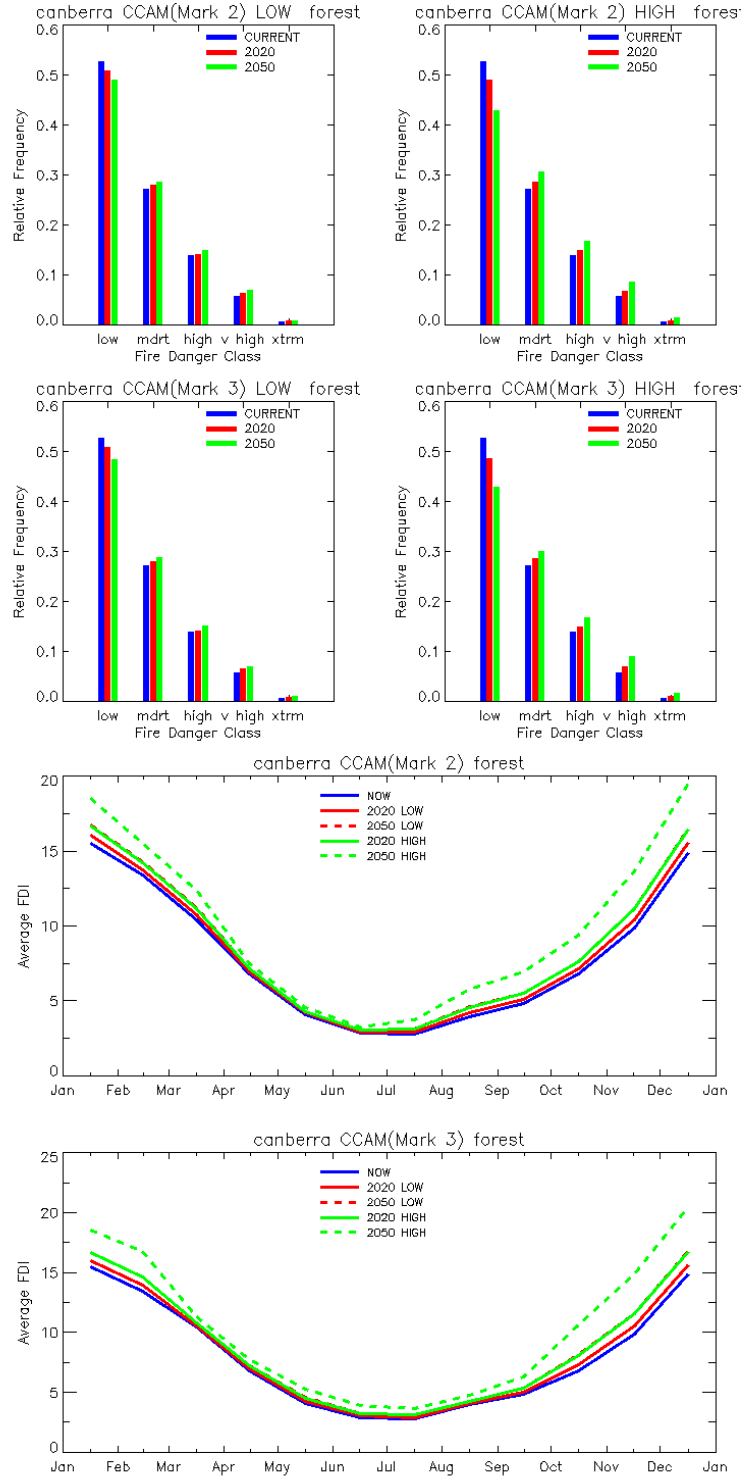 canberra CCAM(Mark 2) LOW forest
canberra CCAM(Mark 2) HIGH forest
0.6
0.5
0.4
0.3
0.2
0.1
0.0
Relative Frequency
CURRENT
2020
2050
low mdrt high v high xtrm
Fire Danger Class
0.6
0.5
0.4
0.3
0.2
0.1
0.0
Relative Frequency
CURRENT
2020
2050
low mdrt high v high xtrm
Fire Danger Class
canberra CCAM(Mark 3) LOW forest
canberra CCAM(Mark 3) HIGH forest
0.6
0.5
0.4
0.3
0.2
0.1
0.0
Relative Frequency
CURRENT
2020
2050
low mdrt high v high xtrm
Fire Danger Class
0.6
0.5
0.4
0.3
0.2
0.1
0.0
Relative Frequency
CURRENT
2020
2050
low mdrt high v high xtrm
Fire Danger Class
canberra CCAM(Mark 2) forest
20
15
10
5
0
Average FDI
NOW
2020 LOW
2050 LOW
2020 HIGH
2050 HIGH
Jan Feb Mar Apr May Jun Jul Aug Sep Oct Nov Dec Jan
canberra CCAM(Mark 3) forest
25
20
15
10
5
0
Average FDI
NOW
2020 LOW
2050 LOW
2020 HIGH
2050 HIGH
Jan Feb Mar Apr May Jun Jul Aug Sep Oct Nov Dec Jan